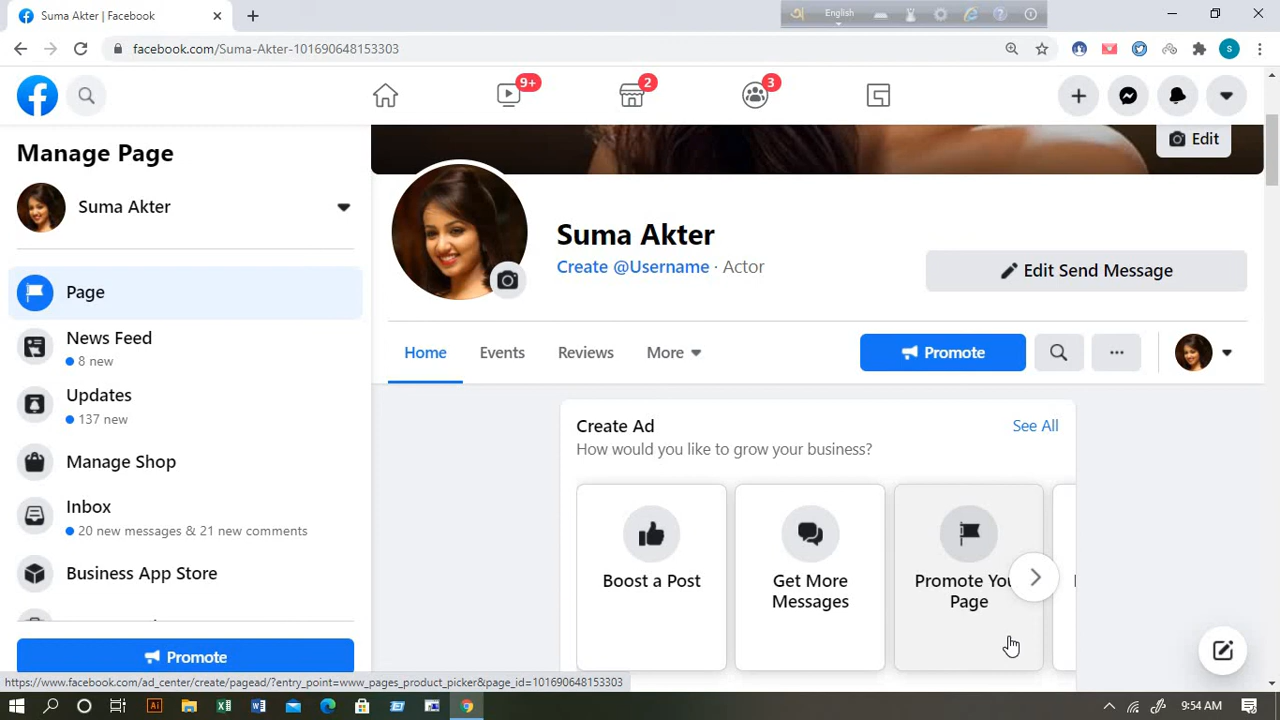 Suma Akter | Facebook
English
facebook.com/Suma-Akter-101690648153303
S
9+
2
3
Manage Page
Suma Akter
Page
News Feed
8 new
Updates
137 new
Manage Shop
Inbox
20 new messages & 21 new comments
Business App Store
Promote
Edit
Suma Akter
Create @Username · Actor
Edit Send Message
Home
Events
Reviews
More
Promote
Create Ad
See All
How would you like to grow your business?
Boost a Post
Get More
Messages
Promote You
Page
https://www.facebook.com/ad_center/create/pagead/?entry_point=www_pages_product_picker&page_id=101690648153303
9:54 AM